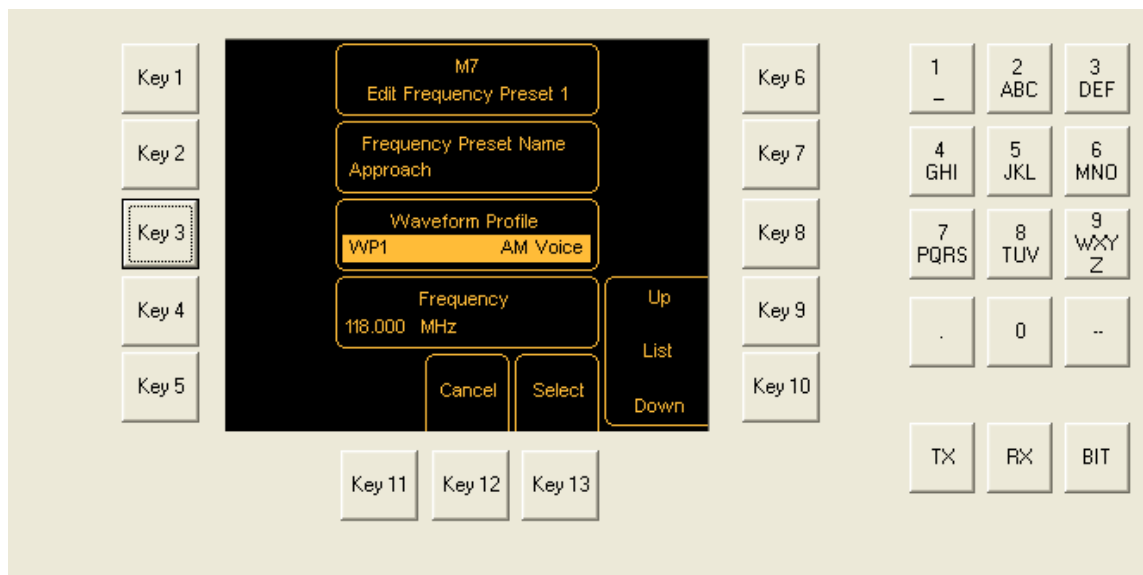 Key 1
Key 2
Key 3
Key 4
Key 5
M7
Edit Frequency Preset 1
Frequency Preset Name
Approach
Waveform Profile
WP1 AM Voice
Frequency
118.000 MHz
Cancel
Select
Up
List
Down
Key 6
Key 7
Key 8
Key 9
Key 10
Key 11
Key 12
Key 13
1
_
2
ABC
3
DEF
4
GHI
5
JKL
6
MNO
7
PQRS
8
TUV
9
WXY
Z
.
0
--
TX
RX
BIT